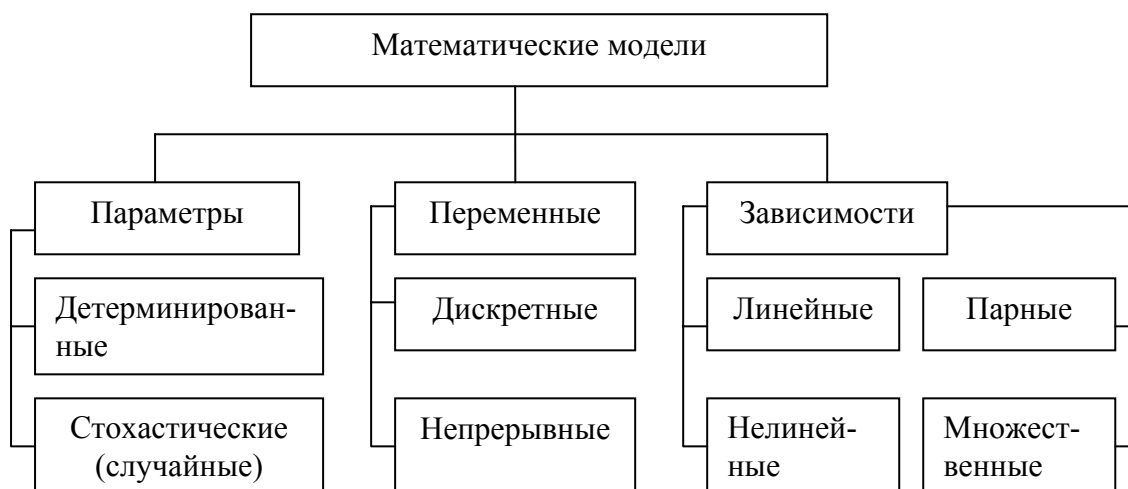 Математические модели
Параметры
Переменные
Зависимости
Детерминирован-
ные
Дискретные
Линейные
Парные
Стохастические
(случайные)
Непрерывные
Нелиней-
ные
Множест-
венные